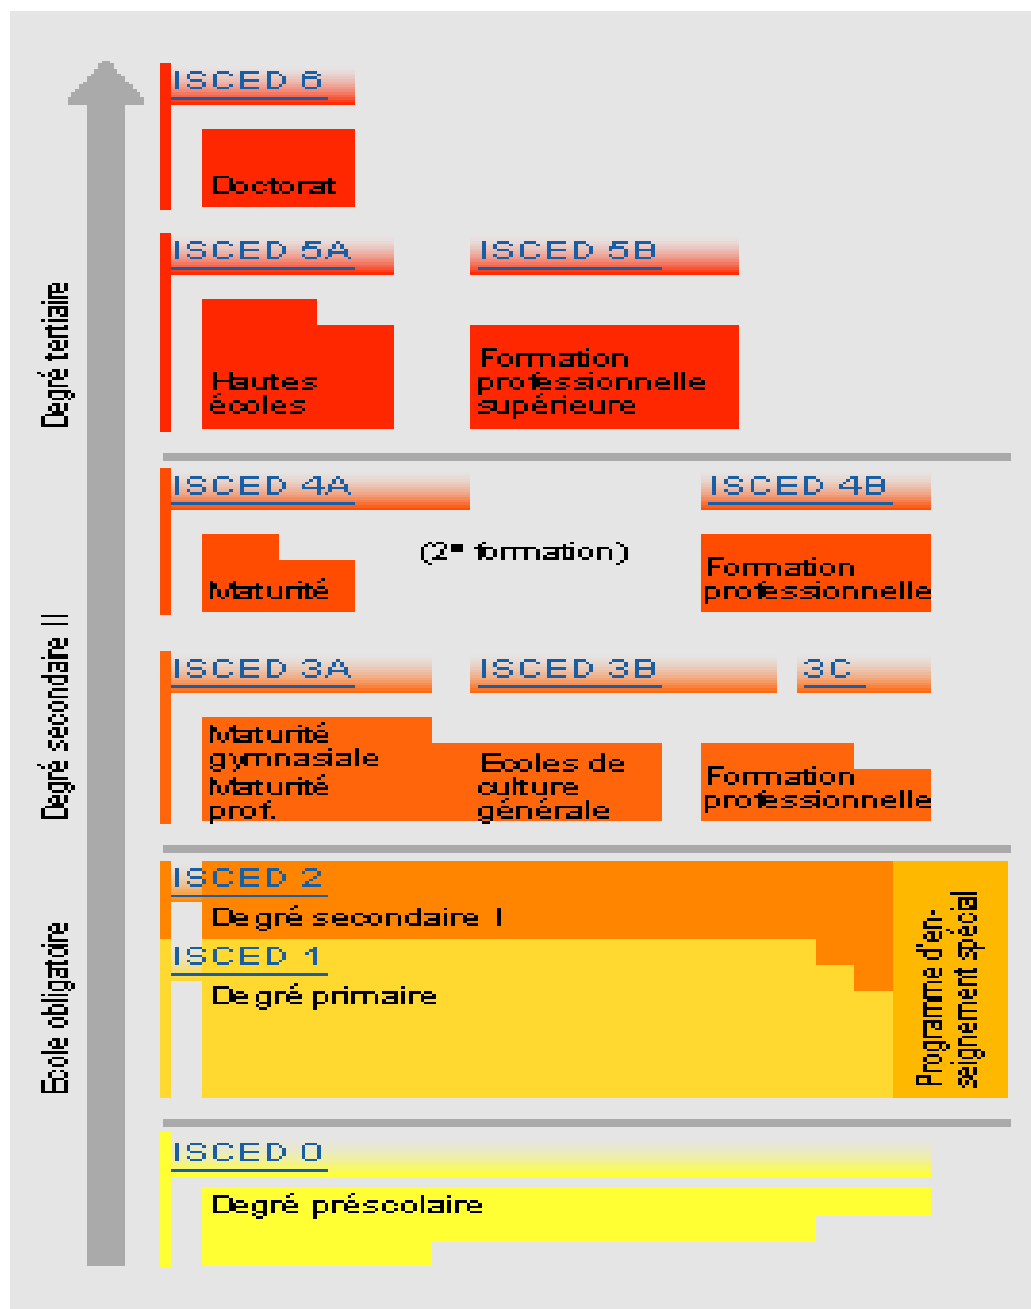 ISCED 6
Doctorat
ISCED 5A
ISCED 5B
Degré tertiaire
Hautes
écoles
Formation
professionnelle
supérieure
ISCED 4A
ISCED 4B
(2e formation)
Maturité
Formation
professionnelle
Degré secondaire II
ISCED 3A
ISCED 3B
3C
Maturité
gymnasiale
Maturité
prof.
Ecoles de
culture
générale
Formation
professionnelle
Ecole obligatoire
ISCED 2
Degré secondaire I
ISCED 1
Degré primaire
Programme d'en-
seignement spécial
ISCED 0
Degré préscolaire